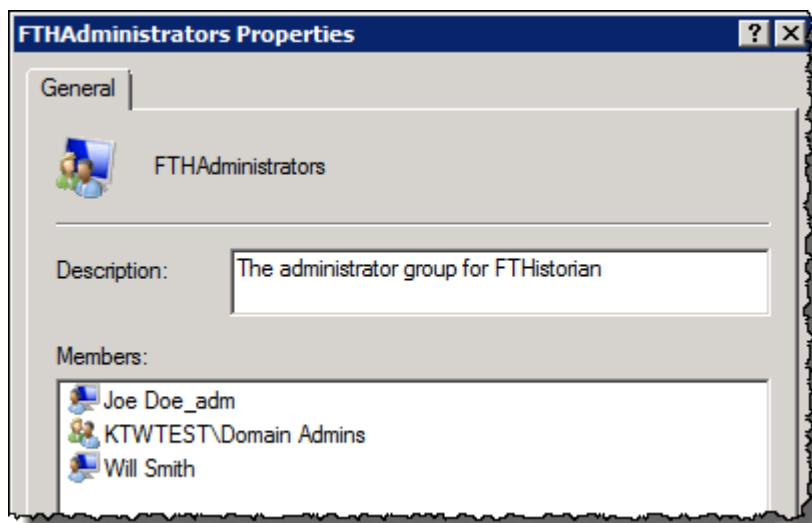 FTHAdministrators Properties
General
FTHAdministrators
Description: The administrator group for FTHistorian
Members:
Joe Doe_adm
KTWTEST\Domain Admins
Will Smith